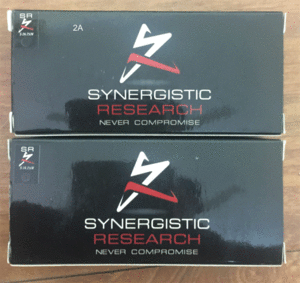 SR
2A
SYNERGISTIC
RESEARCH
NEVER COMPROMISE
SR
SYNERGISTIC
RESEARCH
NEVER COMPROMISE